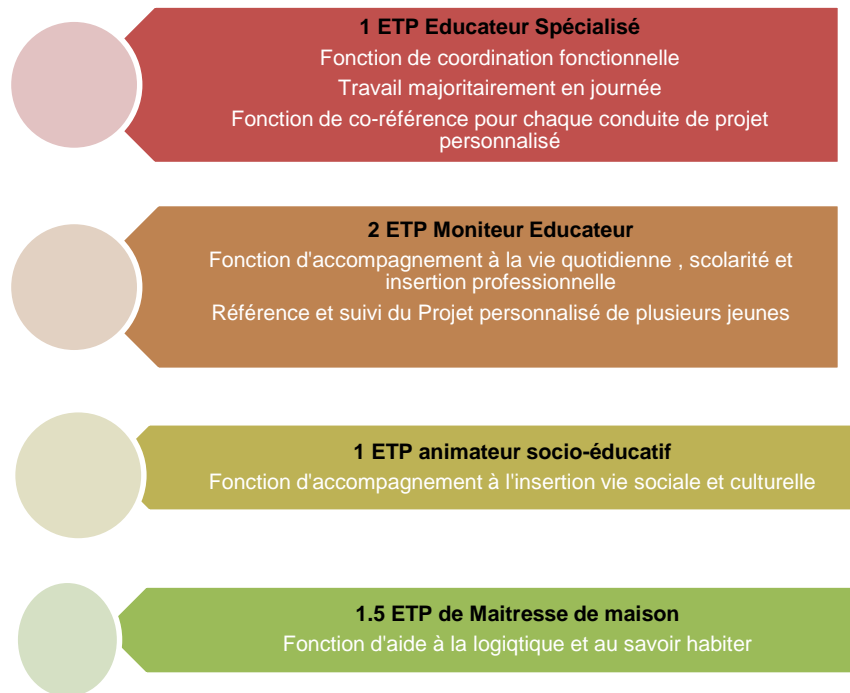 1 ETP Educateur Spécialisé
Fonction de coordination fonctionnelle
Travail majoritairement en journée
Fonction de co-référence pour chaque conduite de projet
personnalisé
2 ETP Moniteur Educateur
Fonction d'accompagnement à la vie quotidienne , scolarité et
insertion professionnelle
Référence et suivi du Projet personnalisé de plusieurs jeunes
1 ETP animateur socio-éducatif
Fonction d'accompagnement à l'insertion vie sociale et culturelle
1.5 ETP de Maitresse de maison
Fonction d'aide à la logiqtique et au savoir habiter